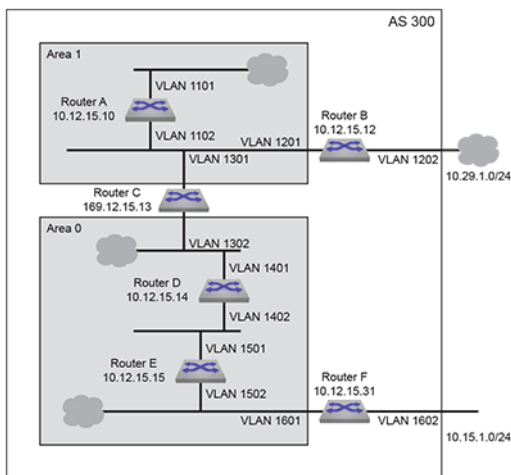 AS 300
Area 1
VLAN 1101
Router A
10.12.15.10
VLAN 1102
VLAN 1201
Router B
10.12.15.12
VLAN 1202
10.29.1.0/24
VLAN 1301
Router C
169.12.15.13
Area 0
VLAN 1302
VLAN 1401
Router D
10.12.15.14
VLAN 1402
VLAN 1501
Router E
10.12.15.15
VLAN 1502
VLAN 1601
Router F
10.12.15.31
VLAN 1602
10.15.1.0/24